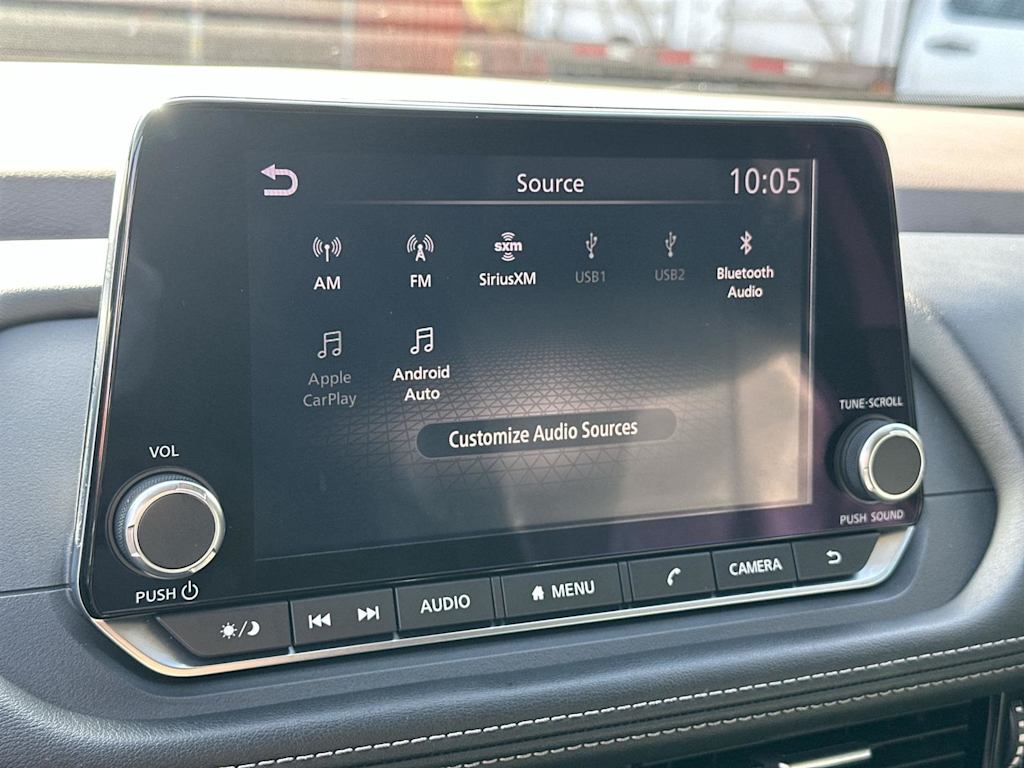 Source
10:05
AM
FM
sxm
SiriusXM
USB1
USB2
Bluetooth
Audio
Apple
CarPlay
Android
Auto
Customize Audio Sources
VOL
PUSH
TUNE·SCROLL
PUSH SOUND
AUDIO
MENU
CAMERA